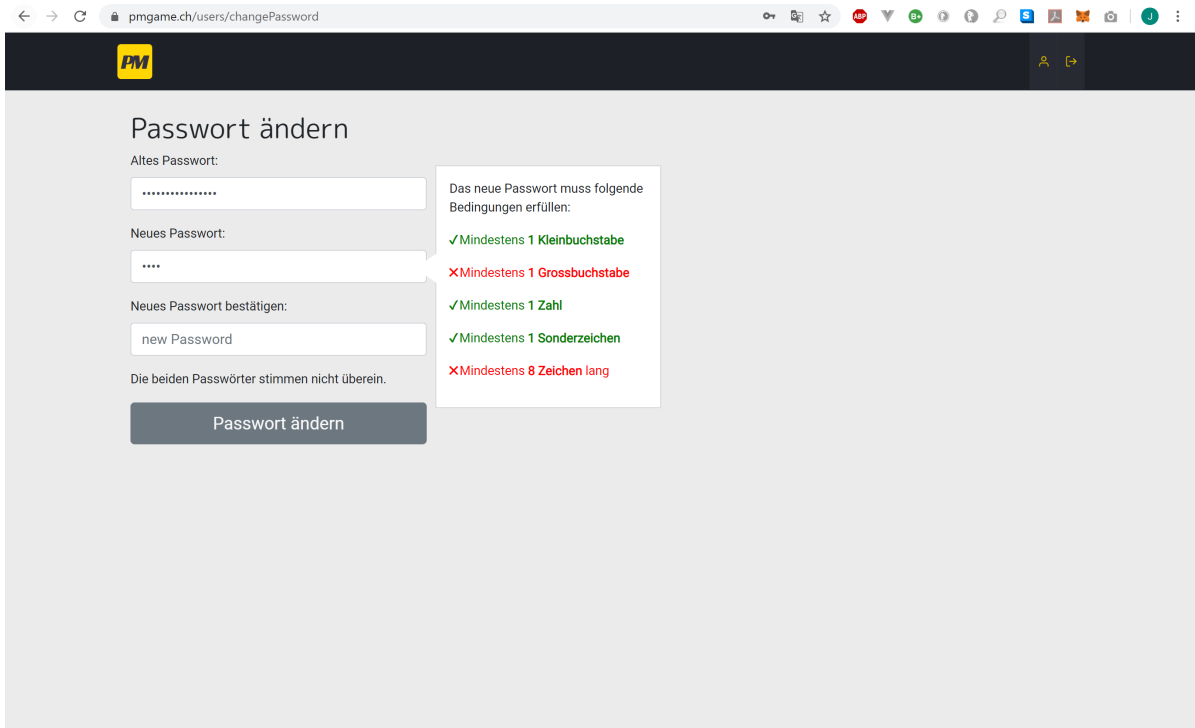 pmgame.ch/users/changePassword
ABP
B+
S
J
PM
Passwort ändern
Altes Passwort:
•••••••••••••••
Neues Passwort:
••••
Neues Passwort bestätigen:
new Password
Die beiden Passwörter stimmen nicht überein.
Passwort ändern
Das neue Passwort muss folgende
Bedingungen erfüllen:
✓Mindestens 1 Kleinbuchstabe
✕Mindestens 1 Grossbuchstabe
✓Mindestens 1 Zahl
✓Mindestens 1 Sonderzeichen
✕Mindestens 8 Zeichen lang